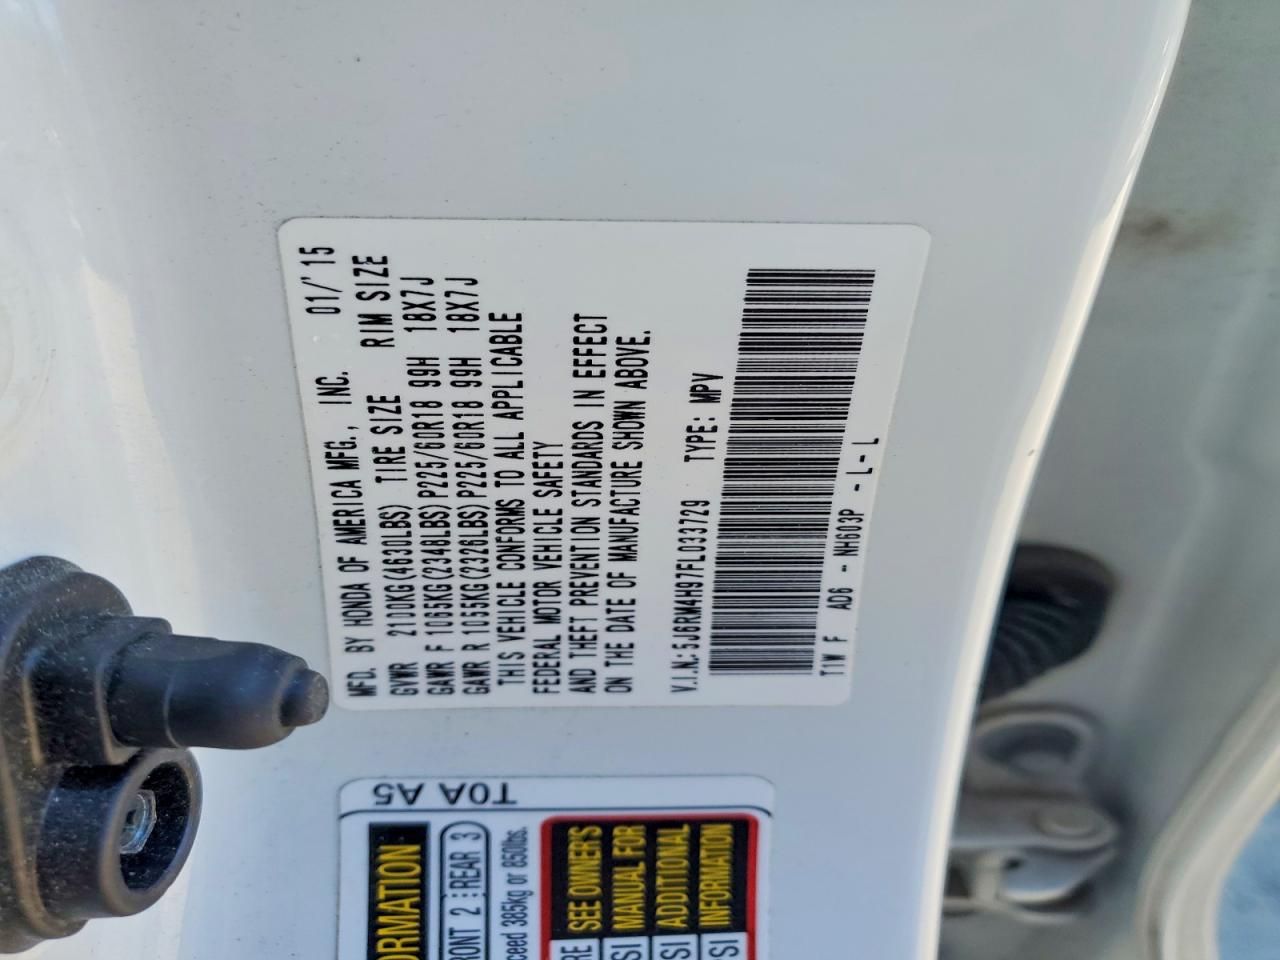 MFD. BY HONDA OF AMERICA MFG., INC. 01/'15
GVWR 2100KG(4630LBS) TIRE SIZE RIM SIZE
GAWR F 1065KG(2348LBS)P225/60R18 99H 18X7J
GAWR R 1055KG(2326LBS)P225/60R18 99H 18X7J
THIS VEHICLE CONFORMS TO ALL APPLICABLE
FEDERAL MOTOR VEHICLE SAFETY
AND THEFT PREVENTION STANDARDS IN EFFECT
ON THE DATE OF MANUFACTURE SHOWN ABOVE.
V.I.N.: 5J6RM4H97FL033729 TYPE: MPV
T1W F AD6 - NH603P - L - L
T0A A5
REAR 3
2
385kg or 850lbs.
SEE OWNER'S
MANUAL FOR
ADDITIONAL
INFORMATION